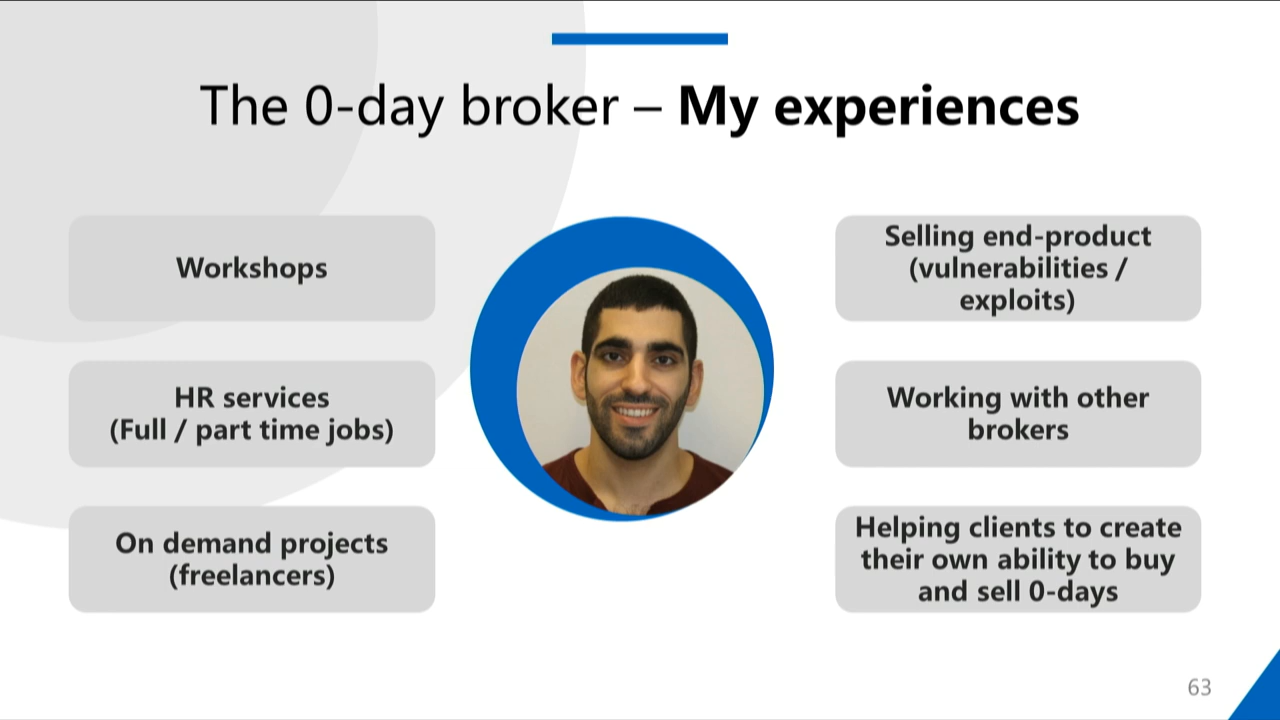 The 0-day broker – My experiences
Workshops
HR services
(Full / part time jobs)
On demand projects
(freelancers)
Selling end-product
(vulnerabilities /
exploits)
Working with other
brokers
Helping clients to create
their own ability to buy
and sell 0-days
63